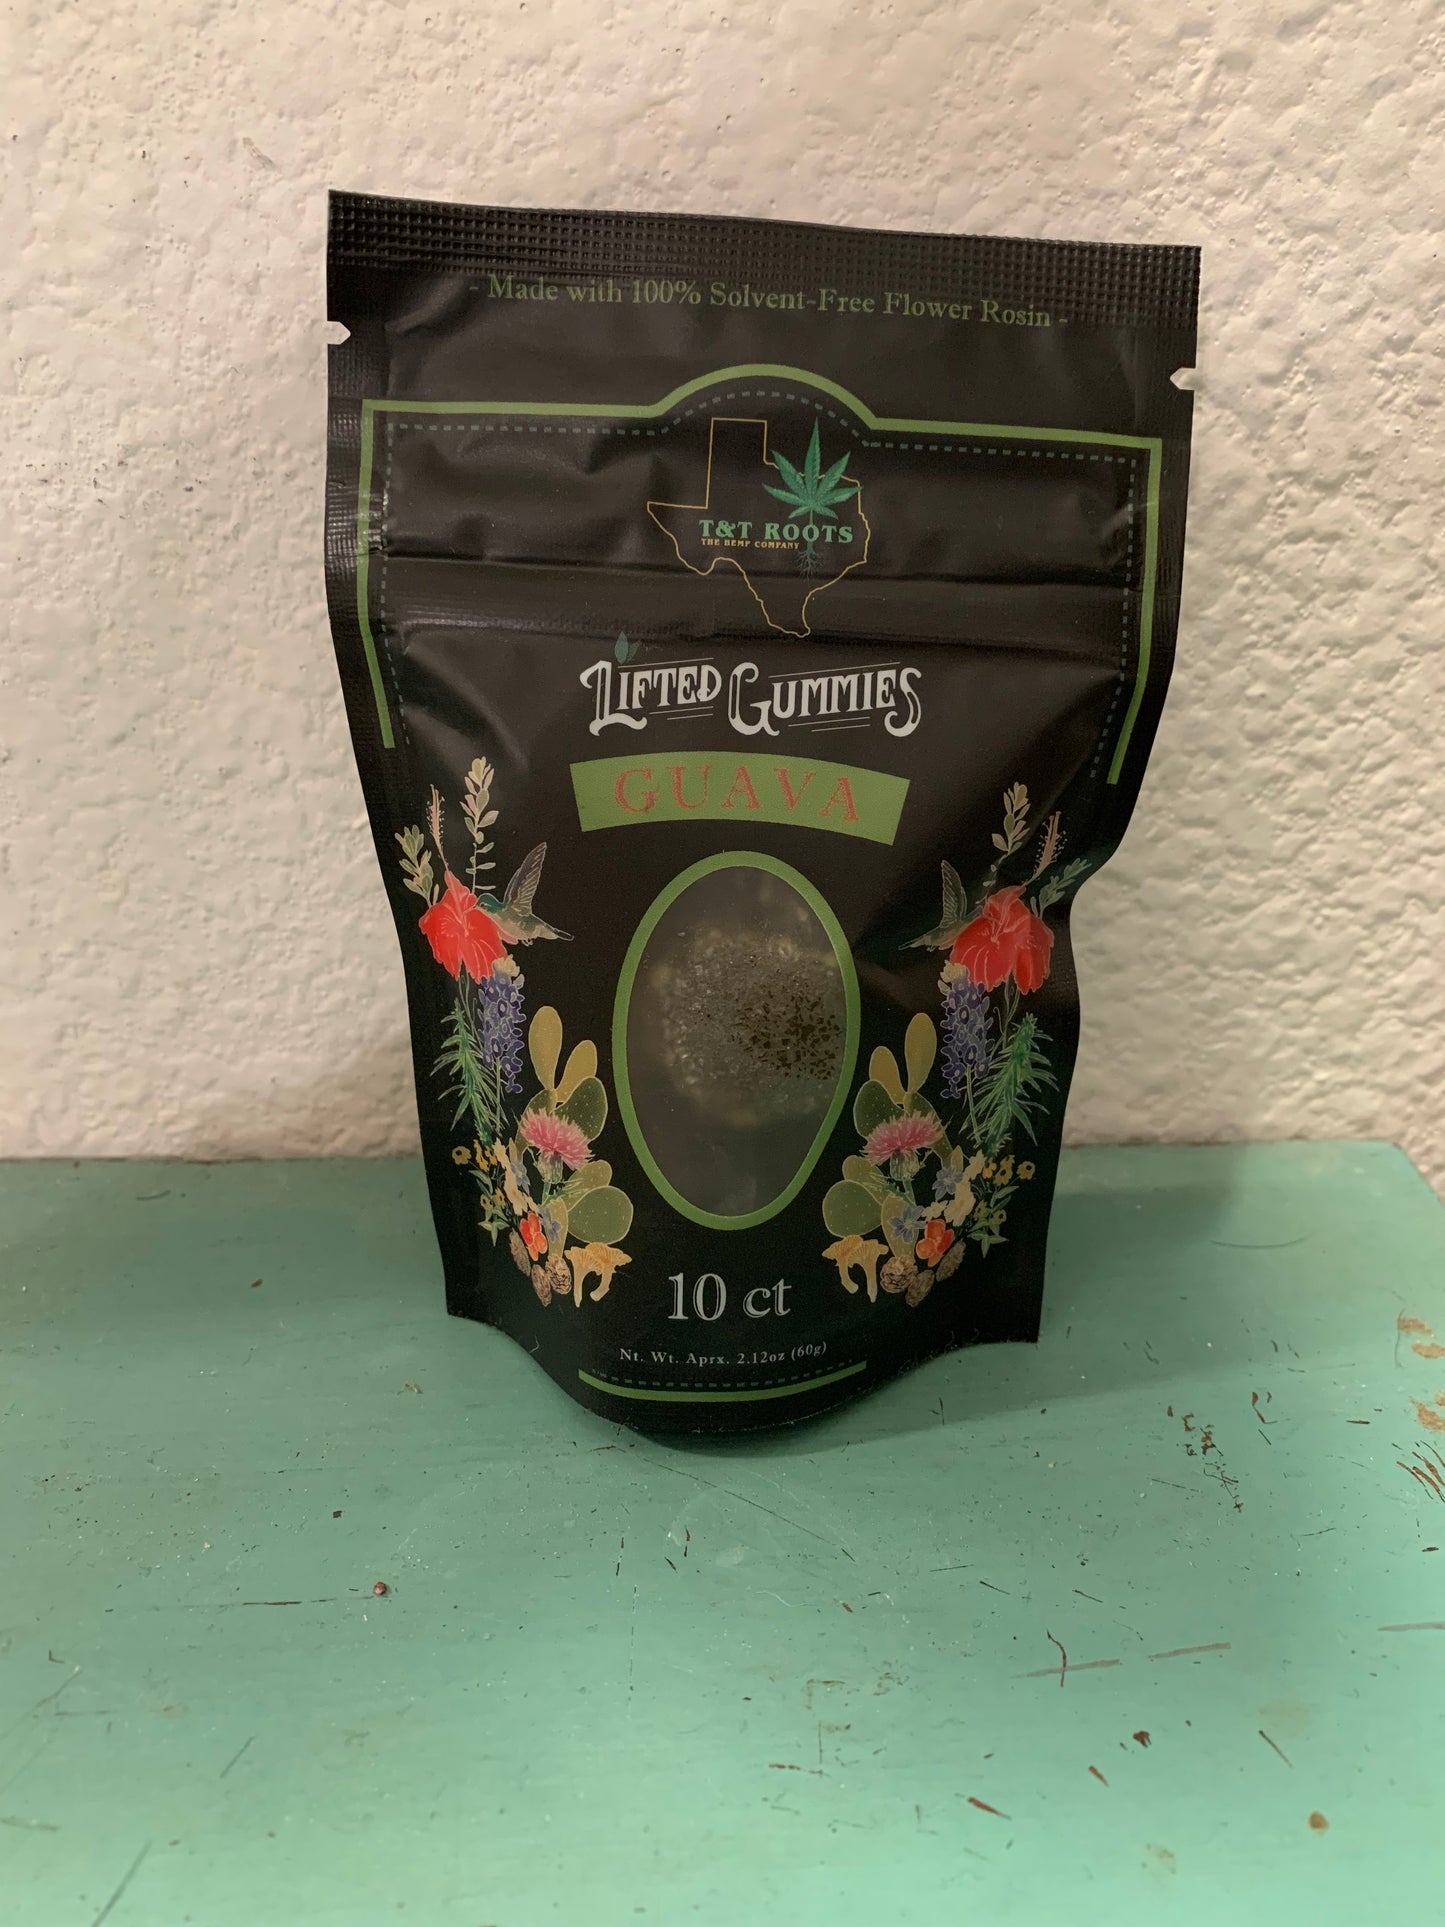 - Made with 100% Solvent-Free Flower Rosin -
T&T ROOTS
THE HEMP COMPANY
LIFTED GUMMIES
GUAVA
10 ct
Nt. Wt. Aprx. 2.12oz (60g)